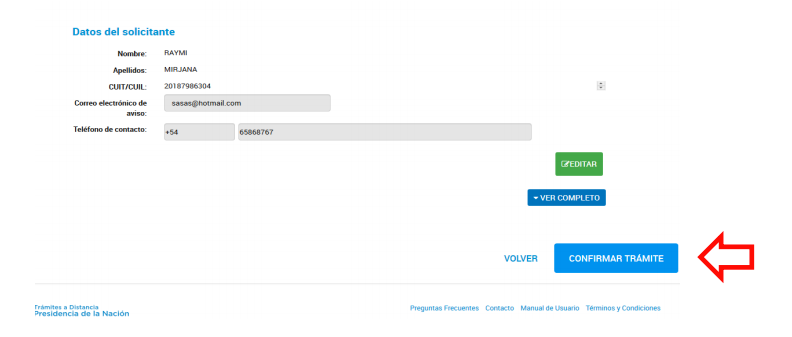 Datos del solicitante
Nombre: RAYMI
Apellidos: MIRJANA
CUIT/CUIL: 20187986304
Correo electrónico de aviso: sasas@hotmail.com
Teléfono de contacto: +54 65868767
EDITAR
VER COMPLETO
VOLVER CONFIRMAR TRÁMITE
Trámites a Distancia
Presidencia de la Nación
Preguntas Frecuentes Contacto Manual de Usuario Términos y Condiciones